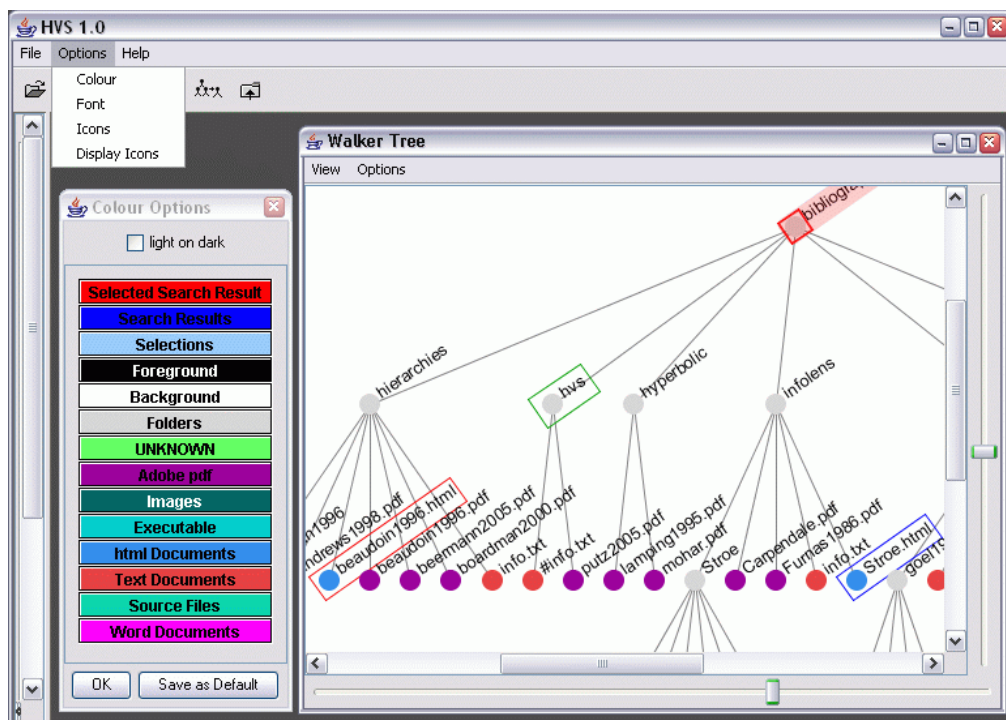 HVS 1.0
File Options Help
Colour
Font
Icons
Display Icons
Walker Tree
View Options
Colour Options
light on dark
Selected Search Result
Search Results
Selections
Foreground
Background
Folders
UNKNOWN
Adobe pdf
Images
Executable
html Documents
Text Documents
Source Files
Word Documents
OK Save as Default
hierarchies
hvs
hyperbolic
infolens
beaudoin1996.html
beaudoin1996.pdf
beermann2005.pdf
boardman2000.pdf
info.txt
#info.txt
putz2005.pdf
lamping1995.pdf
mohar.pdf
Stroe
Carpendale.pdf
Furnas1986.pdf
info.txt
Stroe.html